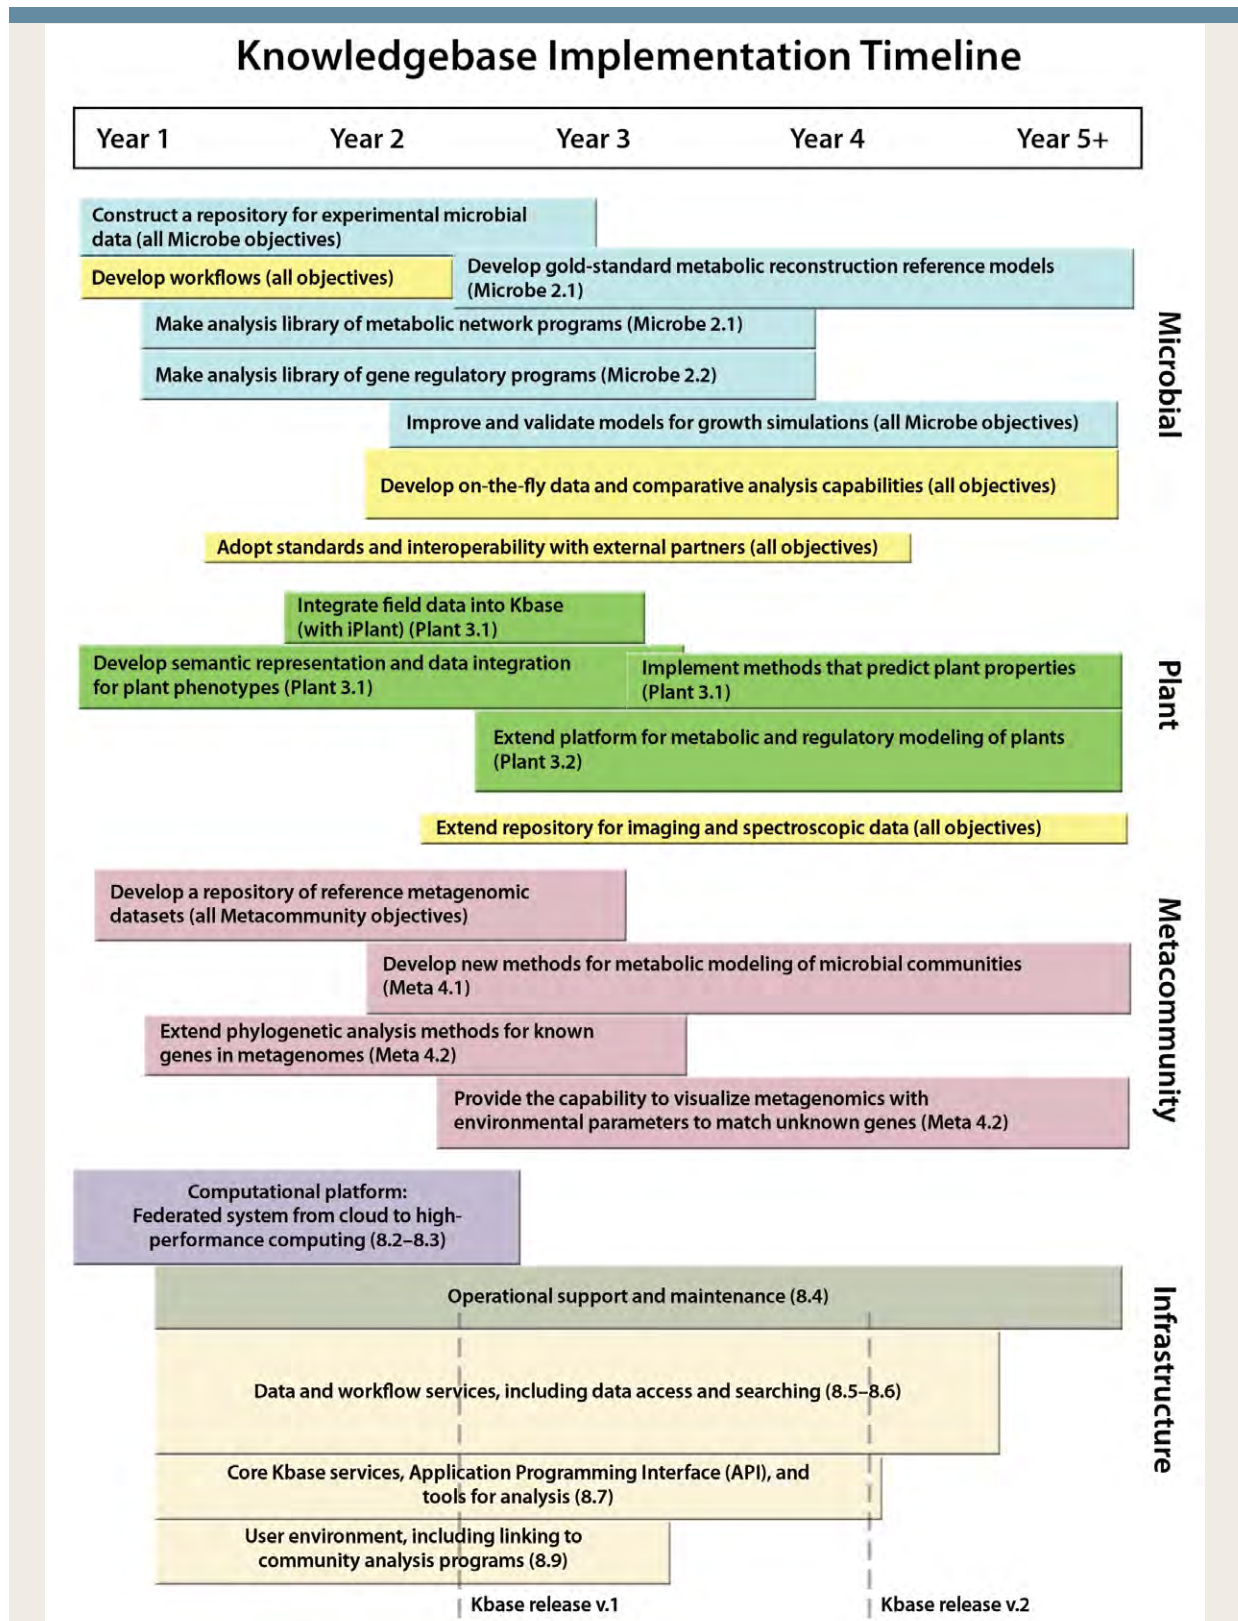 Knowledgebase Implementation Timeline
Year 1 Year 2 Year 3 Year 4 Year 5+
Construct a repository for experimental microbial
data (all Microbe objectives)
Develop workflows (all objectives)
Develop gold-standard metabolic reconstruction reference models
(Microbe 2.1)
Make analysis library of metabolic network programs (Microbe 2.1)
Make analysis library of gene regulatory programs (Microbe 2.2)
Improve and validate models for growth simulations (all Microbe objectives)
Develop on-the-fly data and comparative analysis capabilities (all objectives)
Adopt standards and interoperability with external partners (all objectives)
Microbial
Integrate field data into Kbase
(with iPlant) (Plant 3.1)
Develop semantic representation and data integration
for plant phenotypes (Plant 3.1)
Implement methods that predict plant properties
(Plant 3.1)
Extend platform for metabolic and regulatory modeling of plants
(Plant 3.2)
Extend repository for imaging and spectroscopic data (all objectives)
Plant
Develop a repository of reference metagenomic
datasets (all Metacommunity objectives)
Develop new methods for metabolic modeling of microbial communities
(Meta 4.1)
Extend phylogenetic analysis methods for known
genes in metagenomes (Meta 4.2)
Provide the capability to visualize metagenomics with
environmental parameters to match unknown genes (Meta 4.2)
Metacommunity
Computational platform:
Federated system from cloud to high-
performance computing (8.2–8.3)
Operational support and maintenance (8.4)
Data and workflow services, including data access and searching (8.5–8.6)
Core Kbase services, Application Programming Interface (API), and
tools for analysis (8.7)
User environment, including linking to
community analysis programs (8.9)
Infrastructure
Kbase release v.1
Kbase release v.2